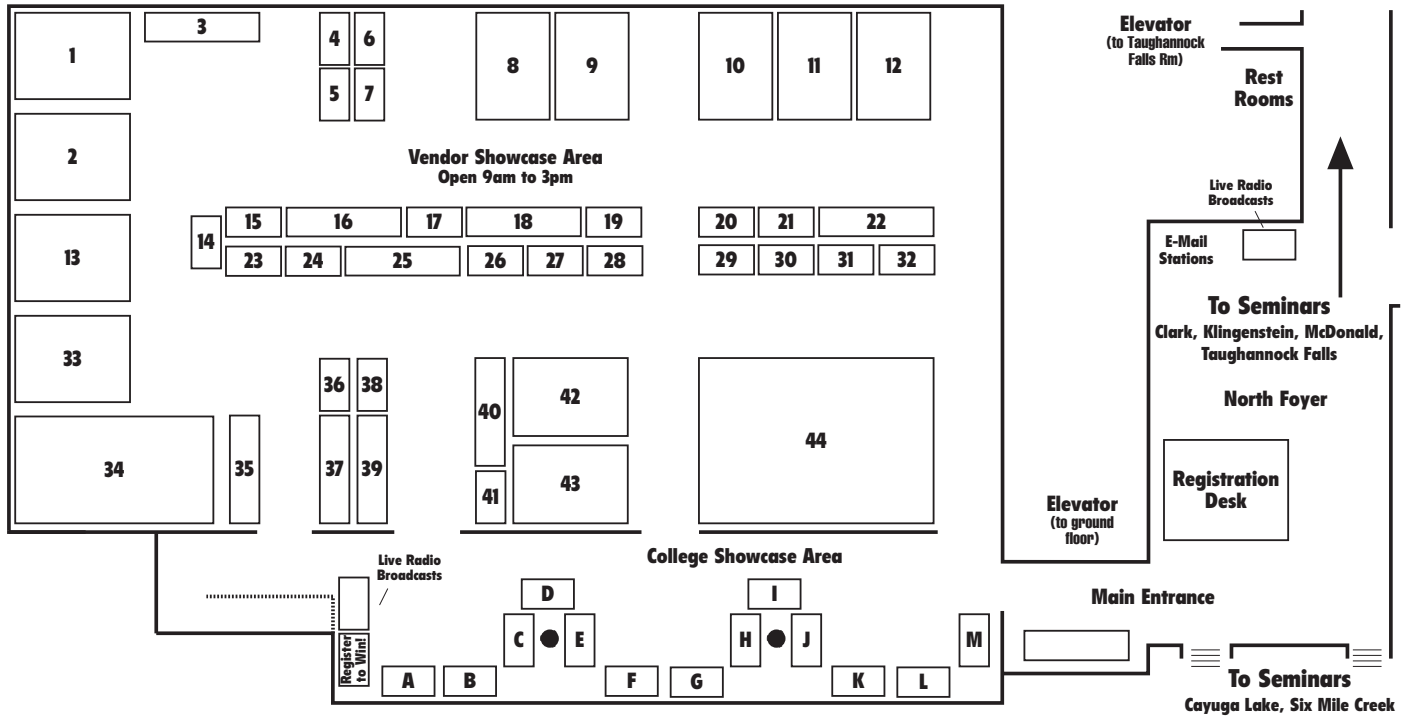 1
3
4
6
5
7
8
9
10
11
12
Elevator
(to Taughannock
Falls Rm)
Rest
Rooms
2
Vendor Showcase Area
Open 9am to 3pm
Live Radio
Broadcasts
13
14
15
16
17
18
19
20
21
22
23
24
25
26
27
28
29
30
31
32
E-Mail
Stations
To Seminars
Clark, Klingenstein, McDonald,
Taughannock Falls
North Foyer
33
34
35
36
38
37
39
40
41
42
43
44
Registration
Desk
Elevator
(to ground
floor)
College Showcase Area
Live Radio
Broadcasts
Main Entrance
Register
to Win!
A
B
C
D
E
F
G
H
I
J
K
L
M
To Seminars
Cayuga Lake, Six Mile Creek